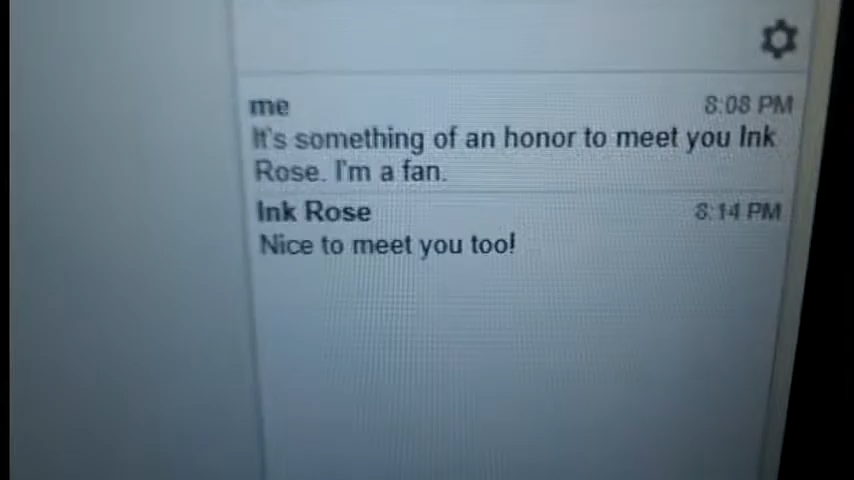 me 8:08 PM
It's something of an honor to meet you Ink
Rose. I'm a fan.
Ink Rose 8:14 PM
Nice to meet you too!